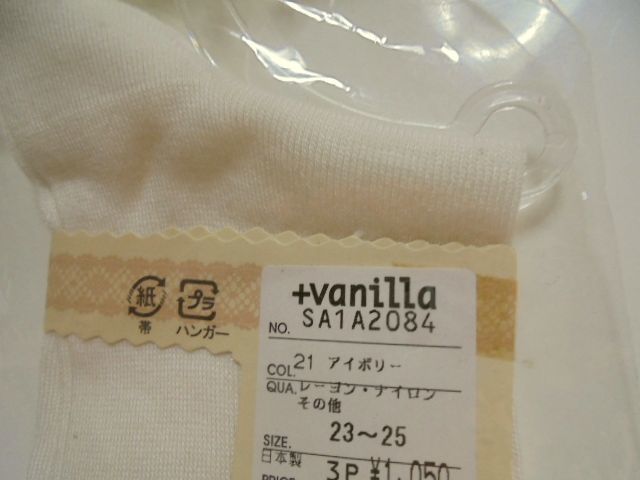 紙
帯
プラ
ハンガー
+vanilla
NO. SA1A2084
COL. 21 アイボリー
QUA. レーヨン・ナイロン
その他
SIZE. 23〜25
日本製
PRICE 3P ¥1,050